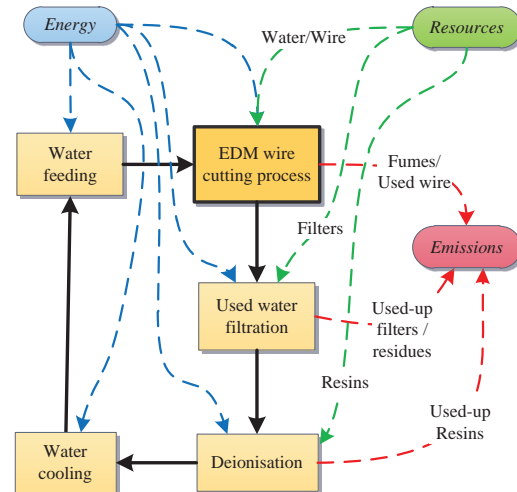 Energy
Resources
Water/Wire
Water
feeding
EDM wire
cutting process
Fumes/
Used wire
Filters
Emissions
Used water
filtration
Used-up
filters /
residues
Resins
Used-up
Resins
Water
cooling
Deionisation